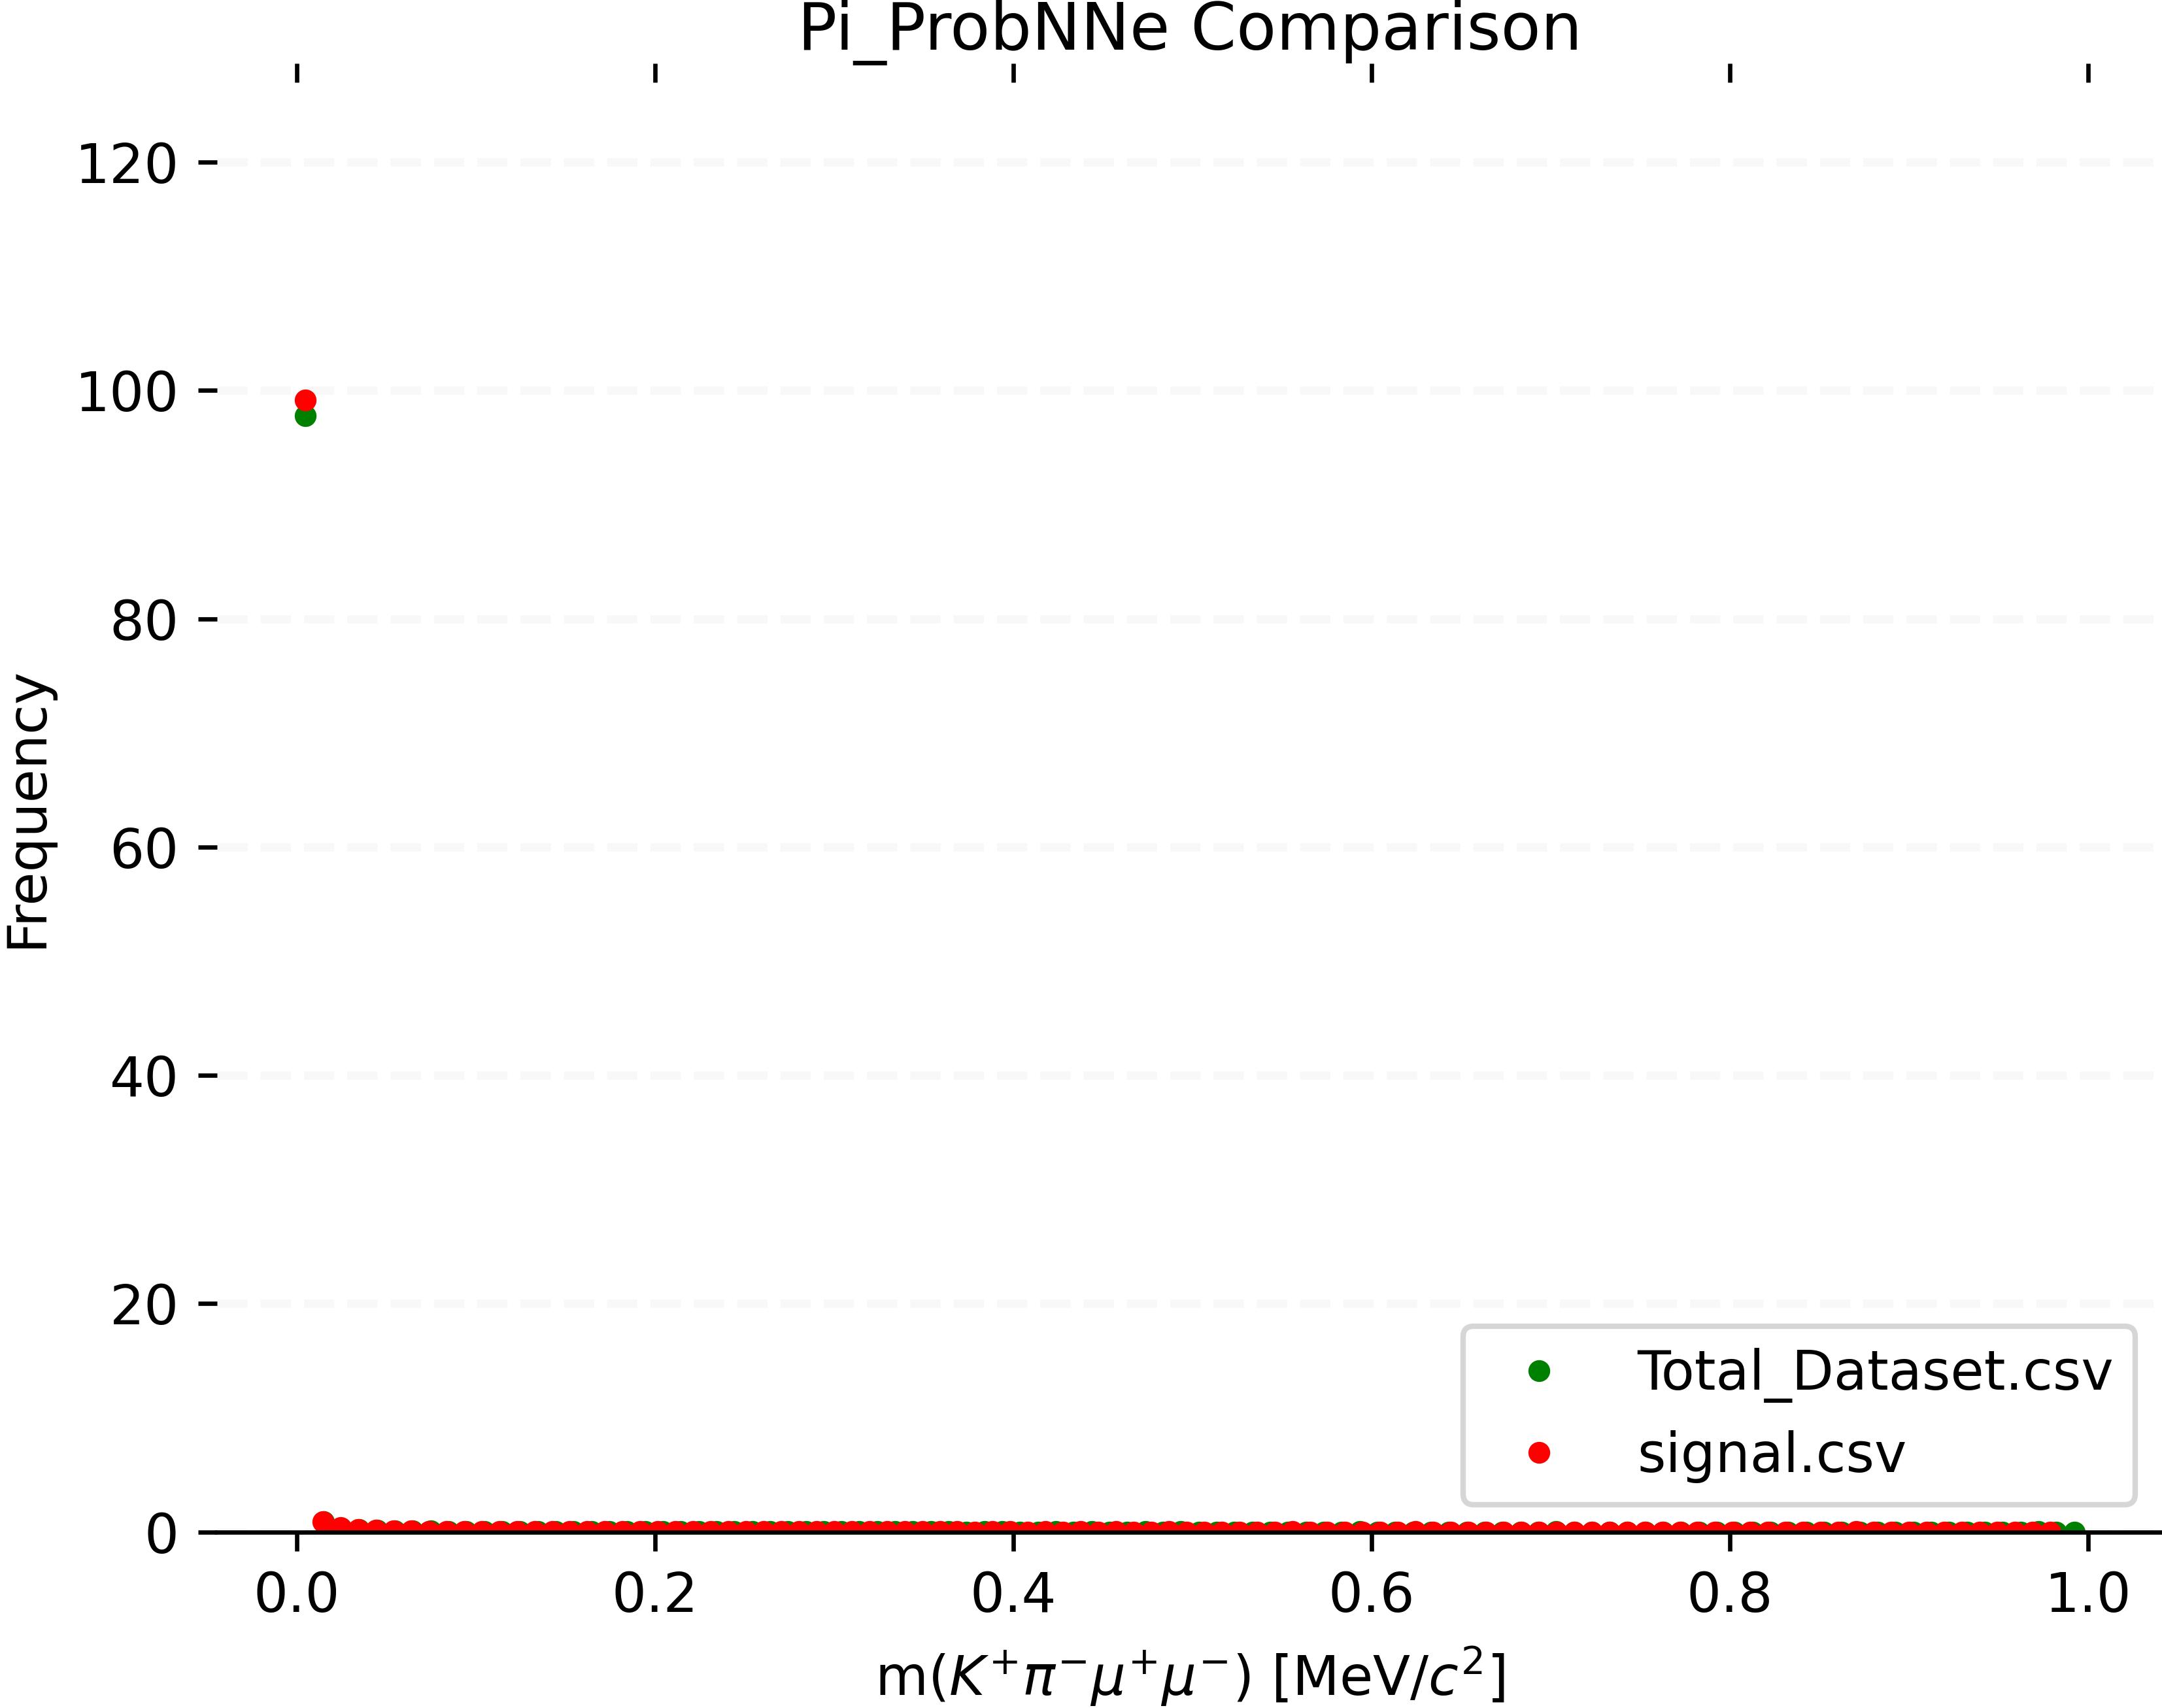 Pi_ProbNNe Comparison
120
100
80
60
40
20
0
Frequency
Total_Dataset.csv
signal.csv
0.0 0.2 0.4 0.6 0.8 1.0
m(K⁺π⁻μ⁺μ⁻) [MeV/c²]